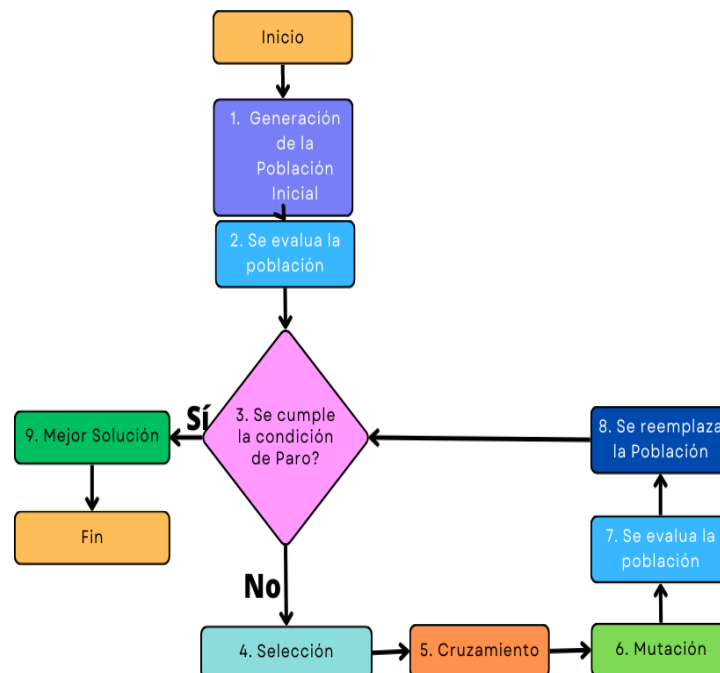 Inicio
1. Generación
de la
Población
Inicial
2. Se evalua la
población
3. Se cumple
la condición
de Paro?
Sí
9. Mejor Solución
Fin
No
4. Selección
5. Cruzamiento
6. Mutación
7. Se evalua la
población
8. Se reemplaza
la Población